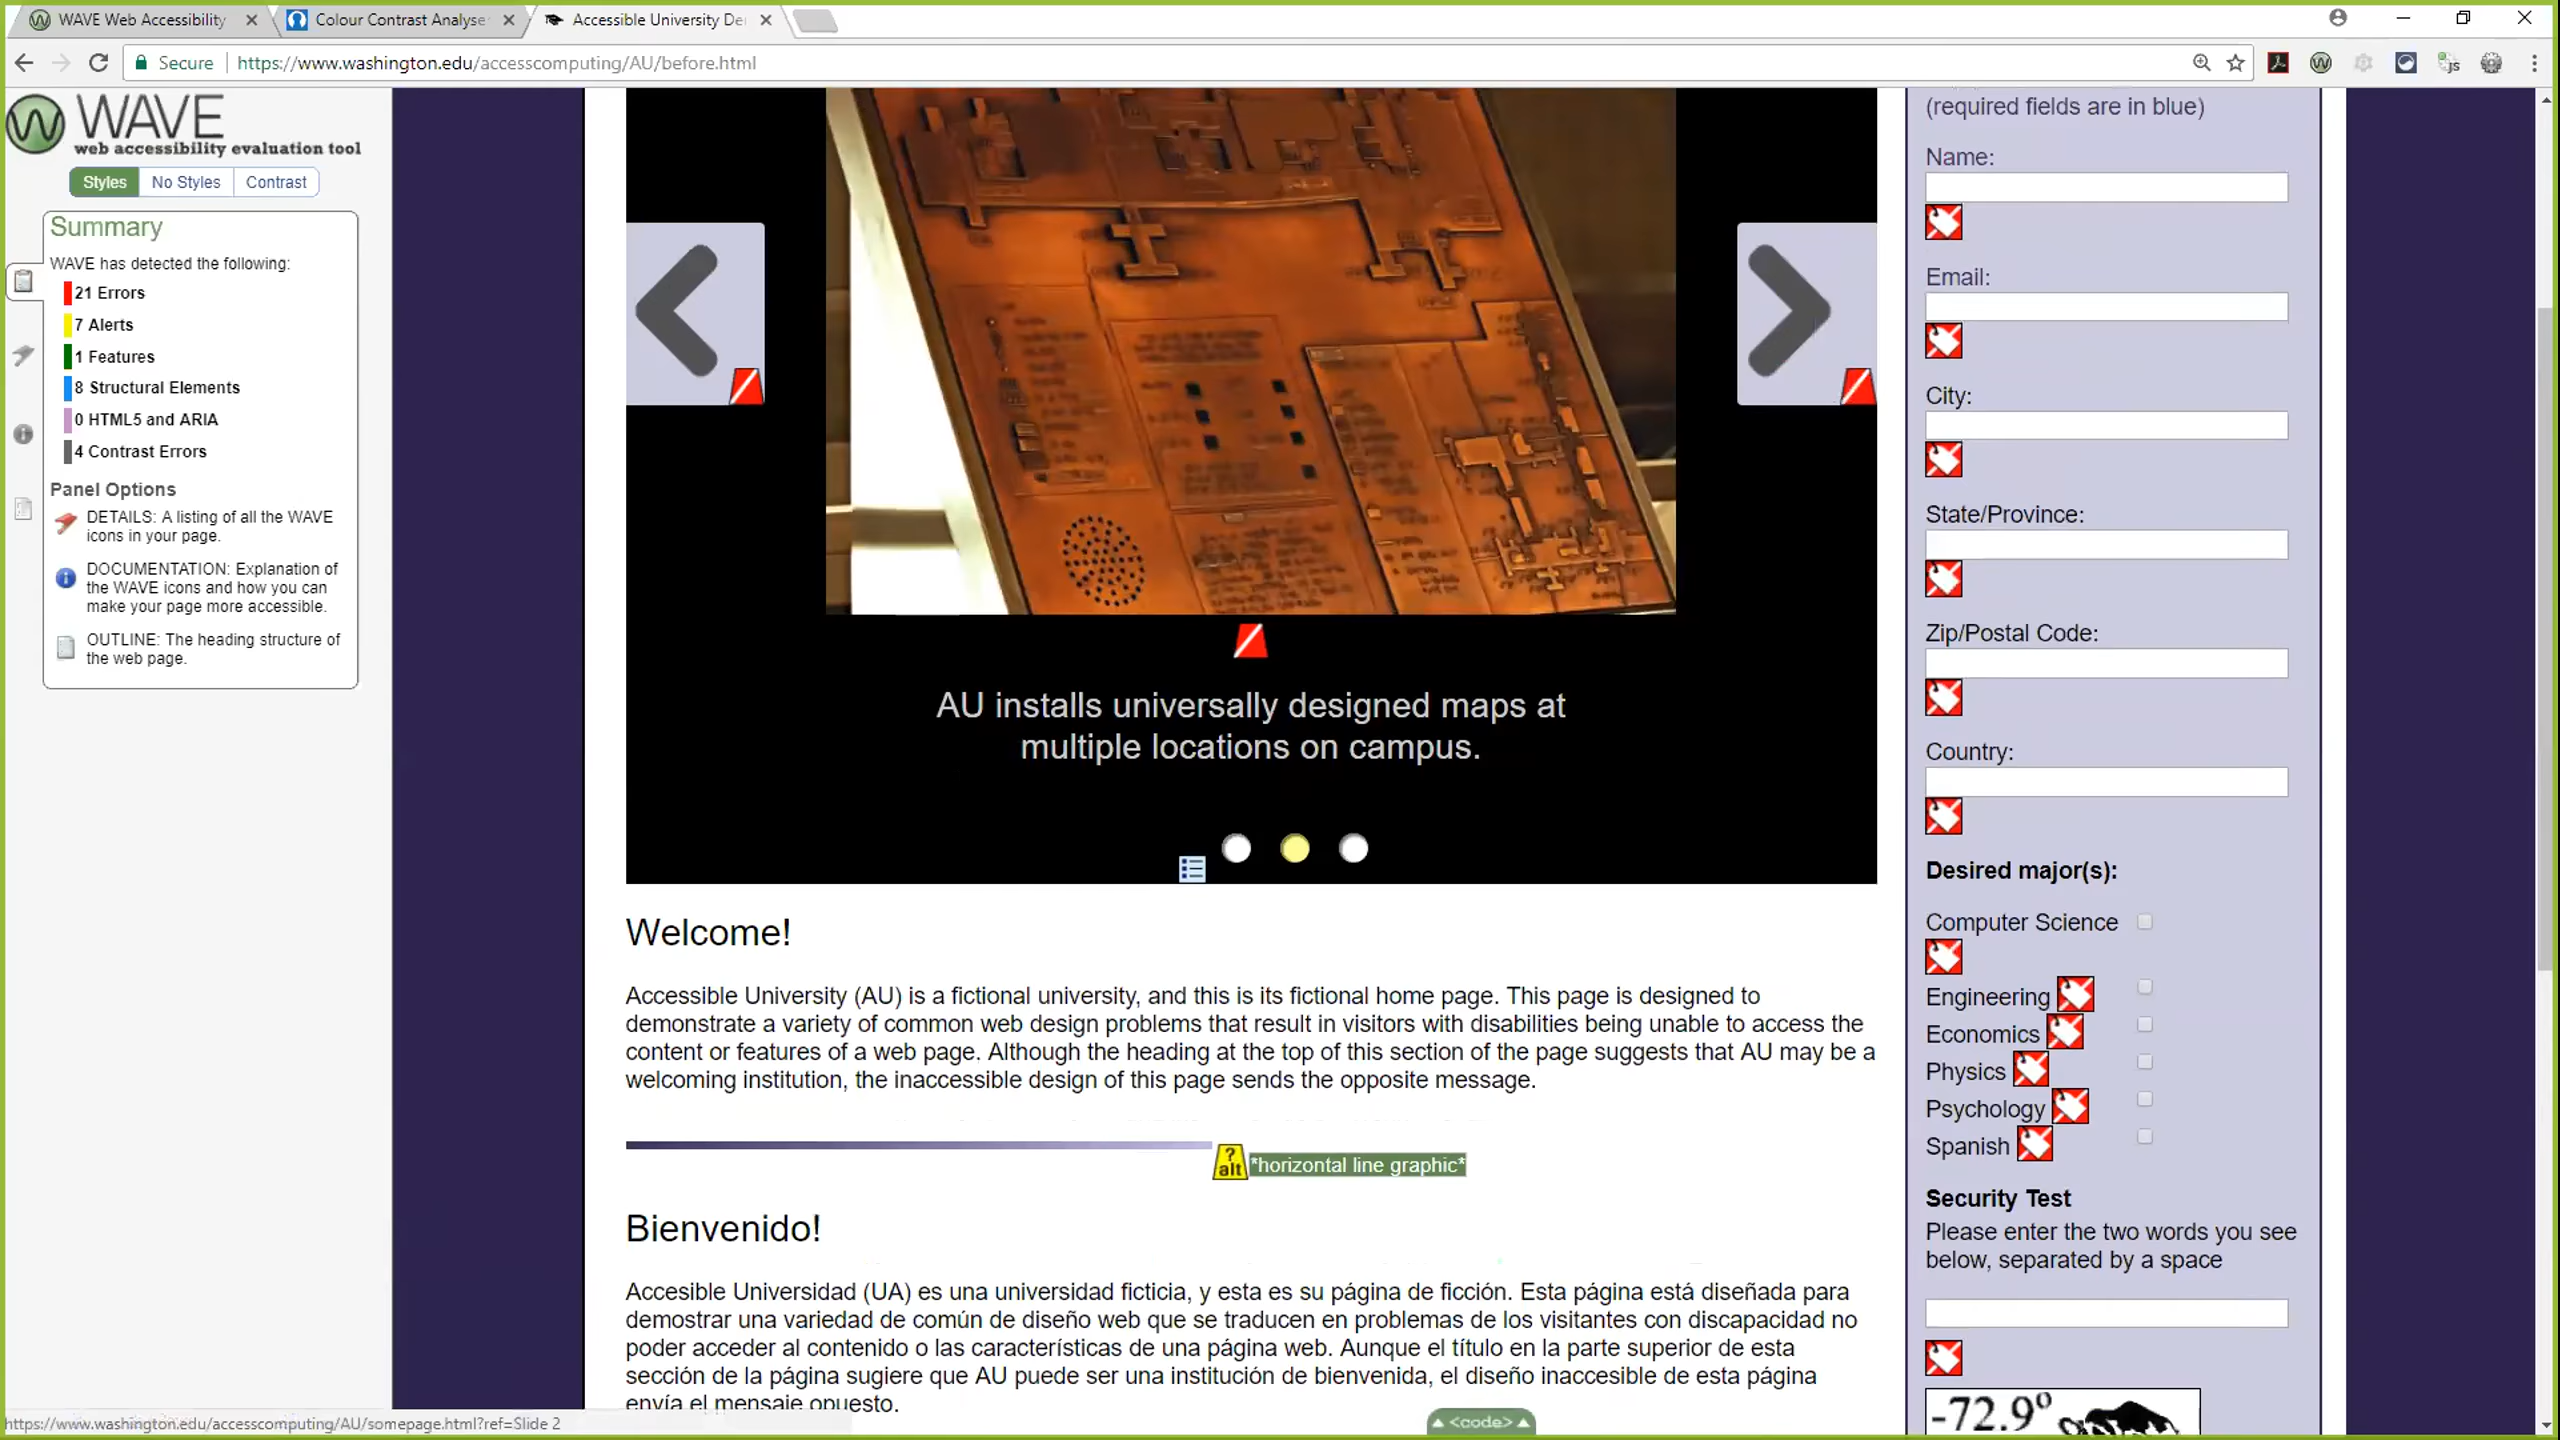 WAVE Web Accessibility
Colour Contrast Analyse
Accessible University De
Secure
https://www.washington.edu/accesscomputing/AU/before.html
WAVE
web accessibility evaluation tool
Styles
No Styles
Contrast
Summary
WAVE has detected the following:
21 Errors
7 Alerts
1 Features
8 Structural Elements
0 HTML5 and ARIA
4 Contrast Errors
Panel Options
DETAILS: A listing of all the WAVE
icons in your page.
DOCUMENTATION: Explanation of
the WAVE icons and how you can
make your page more accessible.
OUTLINE: The heading structure of
the web page.
AU installs universally designed maps at
multiple locations on campus.
Welcome!
Accessible University (AU) is a fictional university, and this is its fictional home page. This page is designed to
demonstrate a variety of common web design problems that result in visitors with disabilities being unable to access the
content or features of a web page. Although the heading at the top of this section of the page suggests that AU may be a
welcoming institution, the inaccessible design of this page sends the opposite message.
?
alt
*horizontal line graphic*
Bienvenido!
Accesible Universidad (UA) es una universidad ficticia, y esta es su página de ficción. Esta página está diseñada para
demostrar una variedad de común de diseño web que se traducen en problemas de los visitantes con discapacidad no
poder acceder al contenido o las características de una página web. Aunque el título en la parte superior de esta
sección de la página sugiere que AU puede ser una institución de bienvenida, el diseño inaccesible de esta página
envía el mensaje opuesto.
(required fields are in blue)
Name:
Email:
City:
State/Province:
Zip/Postal Code:
Country:
Desired major(s):
Computer Science
Engineering
Economics
Physics
Psychology
Spanish
Security Test
Please enter the two words you see
below, separated by a space
-72.9º
https://www.washington.edu/accesscomputing/AU/somepage.html?ref=Slide 2
<code>